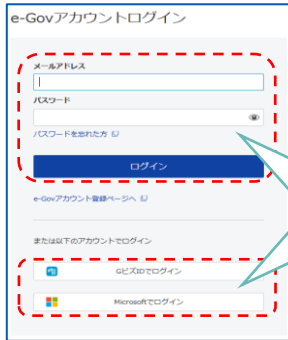 e-Govアカウントログイン
メールアドレス
パスワード
パスワードを忘れた方
ログイン
e-Govアカウント登録ページへ
または以下のアカウントでログイン
GビズIDでログイン
Microsoftでログイン